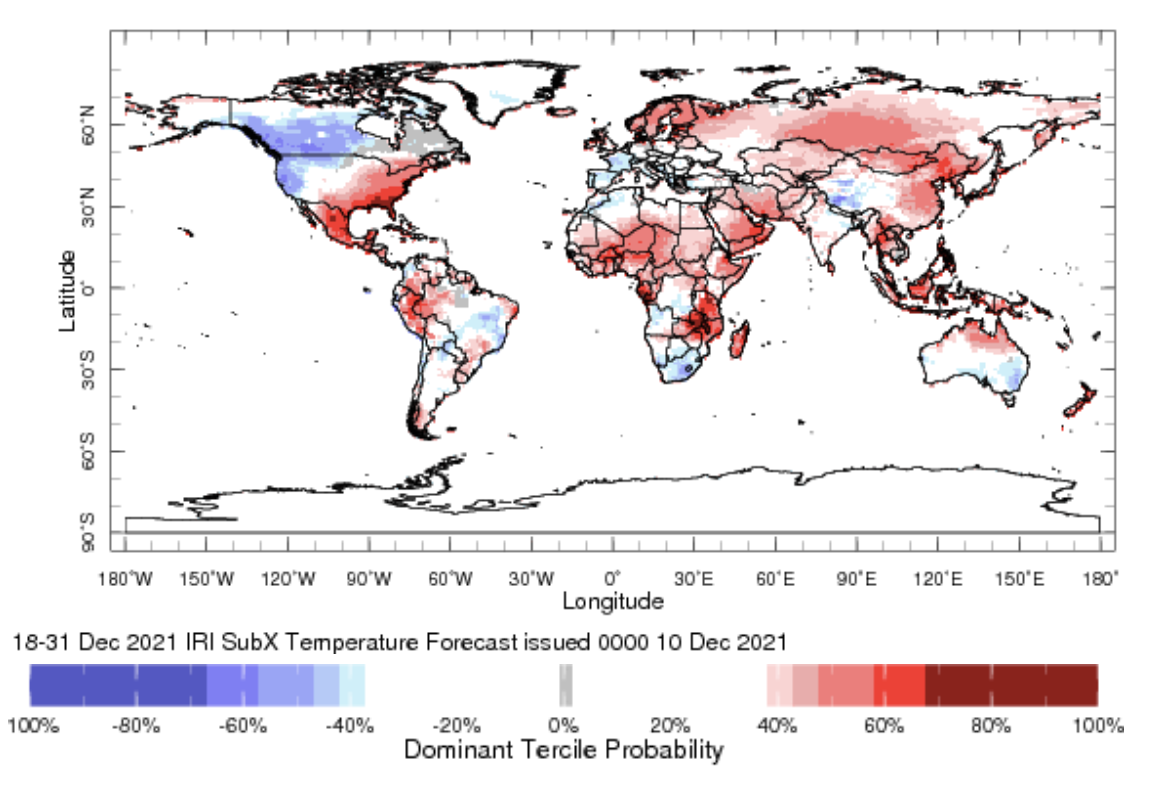 Latitude
60°N
30°N
0°
30°S
60°S
90°S
180°W 150°W 120°W 90°W 60°W 30°W 0° 30°E 60°E 90°E 120°E 150°E 180°
Longitude
18-31 Dec 2021 IRI SubX Temperature Forecast issued 0000 10 Dec 2021
100% -80% -60% -40% -20% 0% 20% 40% 60% 80% 100%
Dominant Tercile Probability